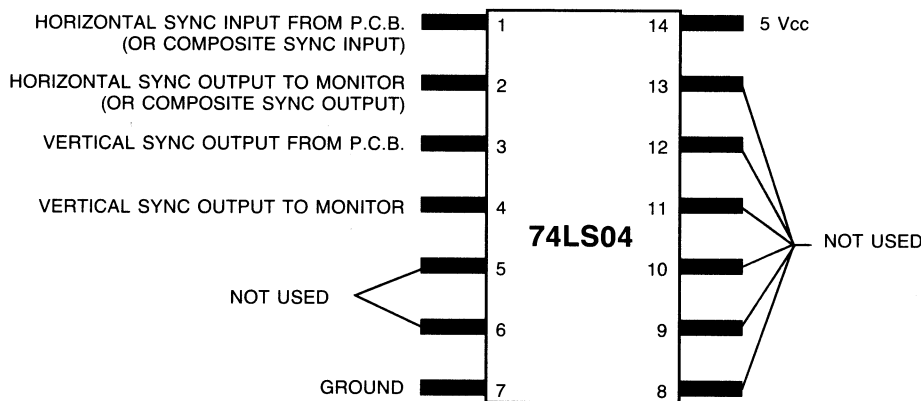 HORIZONTAL SYNC INPUT FROM P.C.B.
(OR COMPOSITE SYNC INPUT)
HORIZONTAL SYNC OUTPUT TO MONITOR
(OR COMPOSITE SYNC OUTPUT)
VERTICAL SYNC OUTPUT FROM P.C.B.
VERTICAL SYNC OUTPUT TO MONITOR
NOT USED
GROUND
1
2
3
4
5
6
7
74LS04
14
13
12
11
10
9
8
5 Vcc
NOT USED